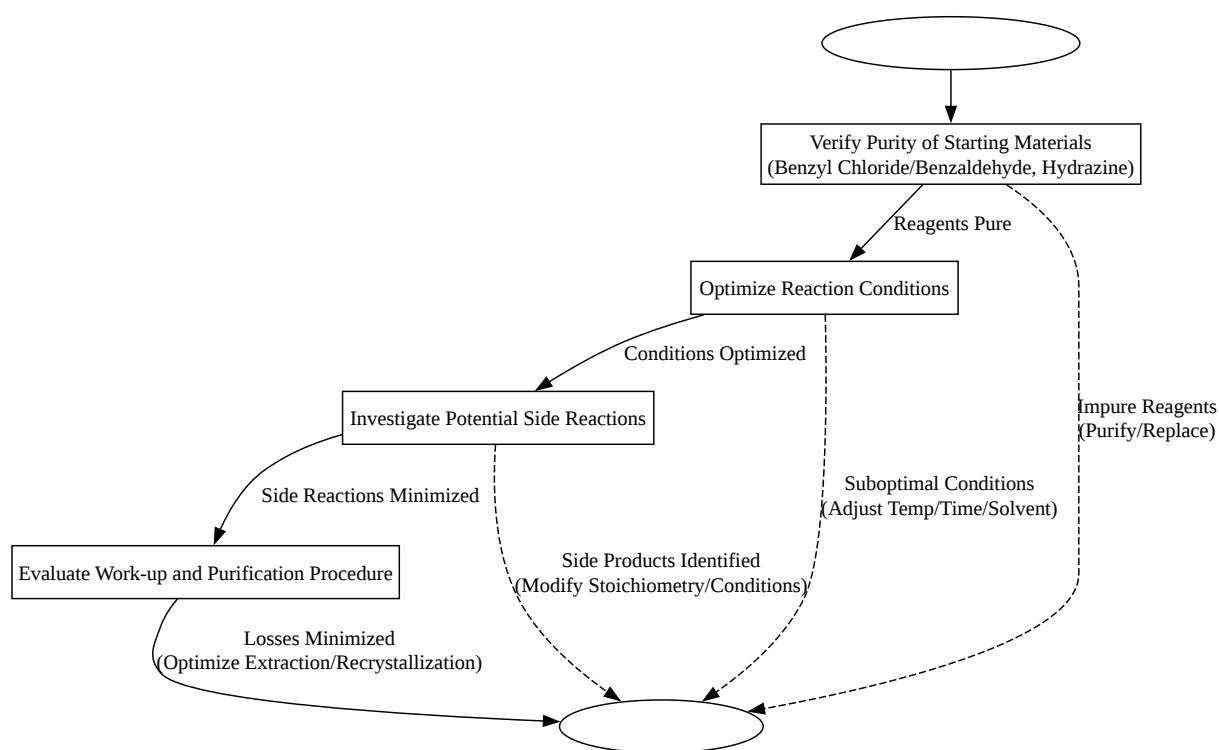 Verify Purity of Starting Materials
(Benzyl Chloride/Benzaldehyde, Hydrazine)
Reagents Pure
Optimize Reaction Conditions
Conditions Optimized
Investigate Potential Side Reactions
Impure Reagents
(Purify/Replace)
Side Reactions Minimized
Suboptimal Conditions
(Adjust Temp/Time/Solvent)
Evaluate Work-up and Purification Procedure
Side Products Identified
(Modify Stoichiometry/Conditions)
Losses Minimized
(Optimize Extraction/Recrystallization)